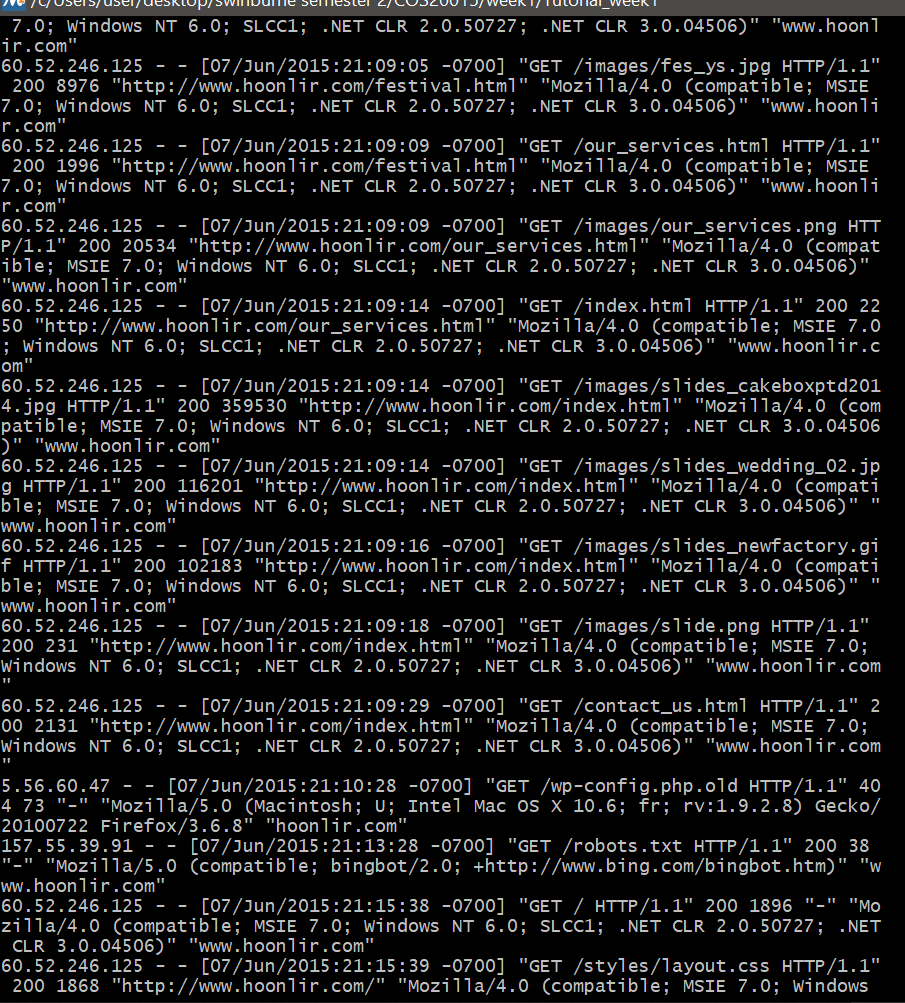 /c/Users/user/desktop/swinburne semester 2/COS20015/week1/Tutorial_week1
 7.0; Windows NT 6.0; SLCC1; .NET CLR 2.0.50727; .NET CLR 3.0.04506)" "www.hoonl
ir.com"
60.52.246.125 - - [07/Jun/2015:21:09:05 -0700] "GET /images/fes_ys.jpg HTTP/1.1"
 200 8976 "http://www.hoonlir.com/festival.html" "Mozilla/4.0 (compatible; MSIE
7.0; Windows NT 6.0; SLCC1; .NET CLR 2.0.50727; .NET CLR 3.0.04506)" "www.hoonli
r.com"
60.52.246.125 - - [07/Jun/2015:21:09:09 -0700] "GET /our_services.html HTTP/1.1"
 200 1996 "http://www.hoonlir.com/festival.html" "Mozilla/4.0 (compatible; MSIE
7.0; Windows NT 6.0; SLCC1; .NET CLR 2.0.50727; .NET CLR 3.0.04506)" "www.hoonli
r.com"
60.52.246.125 - - [07/Jun/2015:21:09:09 -0700] "GET /images/our_services.png HTT
P/1.1" 200 20534 "http://www.hoonlir.com/our_services.html" "Mozilla/4.0 (compat
ible; MSIE 7.0; Windows NT 6.0; SLCC1; .NET CLR 2.0.50727; .NET CLR 3.0.04506)"
"www.hoonlir.com"
60.52.246.125 - - [07/Jun/2015:21:09:14 -0700] "GET /index.html HTTP/1.1" 200 22
50 "http://www.hoonlir.com/our_services.html" "Mozilla/4.0 (compatible; MSIE 7.0
; Windows NT 6.0; SLCC1; .NET CLR 2.0.50727; .NET CLR 3.0.04506)" "www.hoonlir.c
om"
60.52.246.125 - - [07/Jun/2015:21:09:14 -0700] "GET /images/slides_cakeboxptd201
4.jpg HTTP/1.1" 200 359530 "http://www.hoonlir.com/index.html" "Mozilla/4.0 (com
patible; MSIE 7.0; Windows NT 6.0; SLCC1; .NET CLR 2.0.50727; .NET CLR 3.0.04506
)" "www.hoonlir.com"
60.52.246.125 - - [07/Jun/2015:21:09:14 -0700] "GET /images/slides_wedding_02.jp
g HTTP/1.1" 200 116201 "http://www.hoonlir.com/index.html" "Mozilla/4.0 (compati
ble; MSIE 7.0; Windows NT 6.0; SLCC1; .NET CLR 2.0.50727; .NET CLR 3.0.04506)" "
www.hoonlir.com"
60.52.246.125 - - [07/Jun/2015:21:09:16 -0700] "GET /images/slides_newfactory.gi
f HTTP/1.1" 200 102183 "http://www.hoonlir.com/index.html" "Mozilla/4.0 (compati
ble; MSIE 7.0; Windows NT 6.0; SLCC1; .NET CLR 2.0.50727; .NET CLR 3.0.04506)" "
www.hoonlir.com"
60.52.246.125 - - [07/Jun/2015:21:09:18 -0700] "GET /images/slide.png HTTP/1.1"
200 231 "http://www.hoonlir.com/index.html" "Mozilla/4.0 (compatible; MSIE 7.0;
Windows NT 6.0; SLCC1; .NET CLR 2.0.50727; .NET CLR 3.0.04506)" "www.hoonlir.com
"
60.52.246.125 - - [07/Jun/2015:21:09:29 -0700] "GET /contact_us.html HTTP/1.1" 2
00 2131 "http://www.hoonlir.com/index.html" "Mozilla/4.0 (compatible; MSIE 7.0;
Windows NT 6.0; SLCC1; .NET CLR 2.0.50727; .NET CLR 3.0.04506)" "www.hoonlir.com
"
5.56.60.47 - - [07/Jun/2015:21:10:28 -0700] "GET /wp-config.php.old HTTP/1.1" 40
4 73 "-" "Mozilla/5.0 (Macintosh; U; Intel Mac OS X 10.6; fr; rv:1.9.2.8) Gecko/
20100722 Firefox/3.6.8" "hoonlir.com"
157.55.39.91 - - [07/Jun/2015:21:13:28 -0700] "GET /robots.txt HTTP/1.1" 200 38
"-" "Mozilla/5.0 (compatible; bingbot/2.0; +http://www.bing.com/bingbot.htm)" "w
ww.hoonlir.com"
60.52.246.125 - - [07/Jun/2015:21:15:38 -0700] "GET / HTTP/1.1" 200 1896 "-" "Mo
zilla/4.0 (compatible; MSIE 7.0; Windows NT 6.0; SLCC1; .NET CLR 2.0.50727; .NET
 CLR 3.0.04506)" "www.hoonlir.com"
60.52.246.125 - - [07/Jun/2015:21:15:39 -0700] "GET /styles/layout.css HTTP/1.1"
 200 1868 "http://www.hoonlir.com/" "Mozilla/4.0 (compatible; MSIE 7.0; Windows